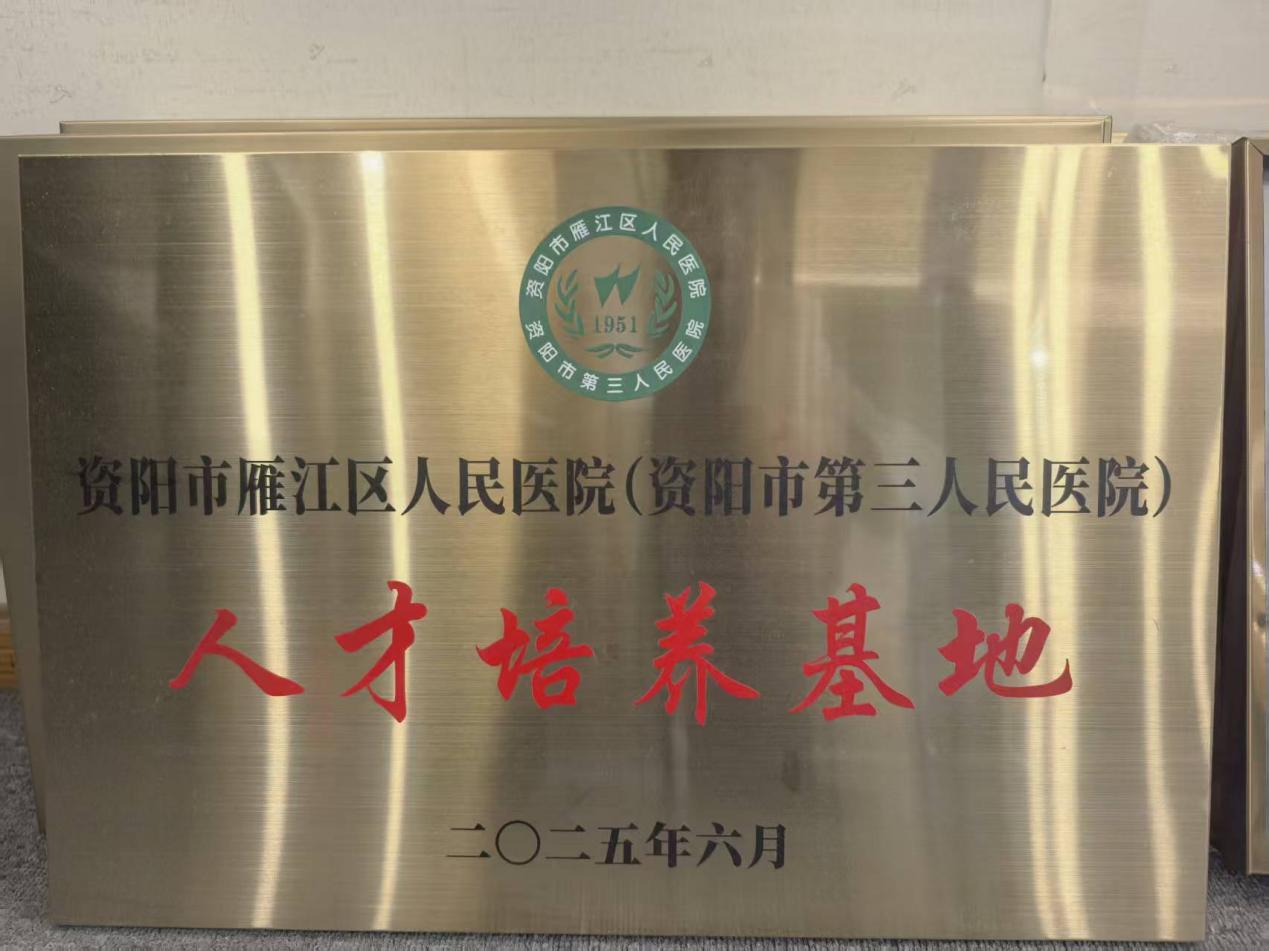 资阳市雁江区人民医院
1951
资阳市第三人民医院
资阳市雁江区人民医院(资阳市第三人民医院)
人才培养基地
二〇二五年六月